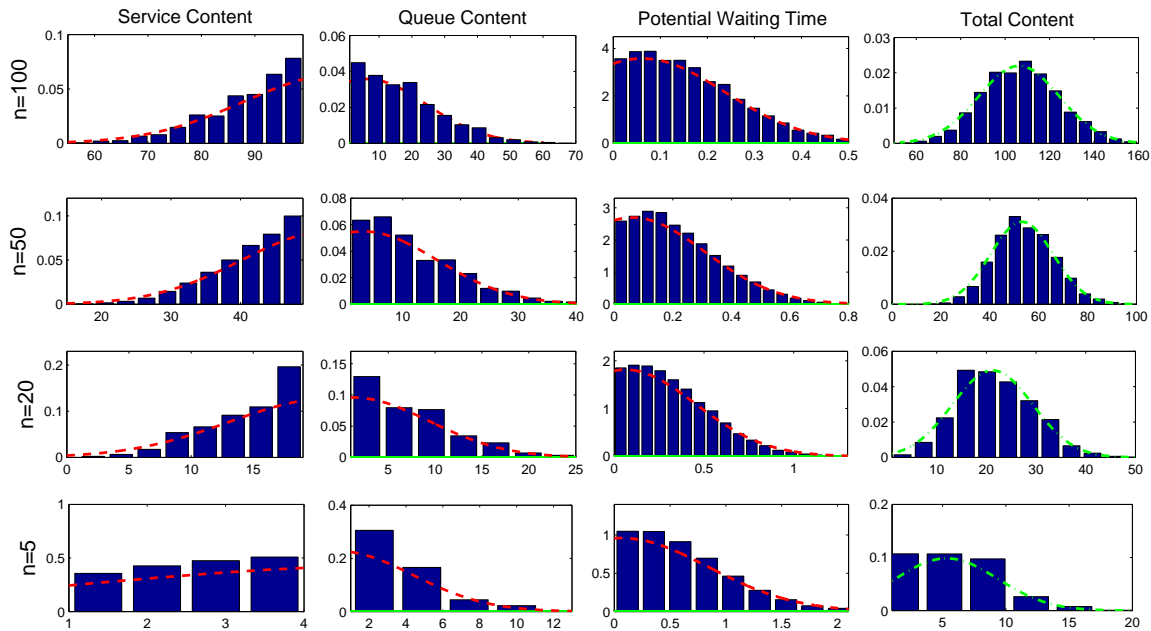 Service Content
Queue Content
Potential Waiting Time
Total Content
n=100
0.1
0.05
0
60 70 80 90
0.06
0.04
0.02
0
10 20 30 40 50 60 70
4
2
0
0 0.1 0.2 0.3 0.4 0.5
0.03
0.02
0.01
0
60 80 100 120 140 160
n=50
0.1
0.05
0
20 30 40
0.08
0.06
0.04
0.02
0
10 20 30 40
3
2
1
0
0 0.2 0.4 0.6 0.8
0.04
0.02
0
0 20 40 60 80 100
n=20
0.2
0.1
0
0 5 10 15
0.15
0.1
0.05
0
5 10 15 20 25
2
1
0
0 0.5 1
0.06
0.04
0.02
0
10 20 30 40 50
n=5
1
0.5
0
1 2 3 4
0.4
0.2
0
2 4 6 8 10 12
1
0.5
0
0 0.5 1 1.5 2
0.2
0.1
0
5 10 15 20